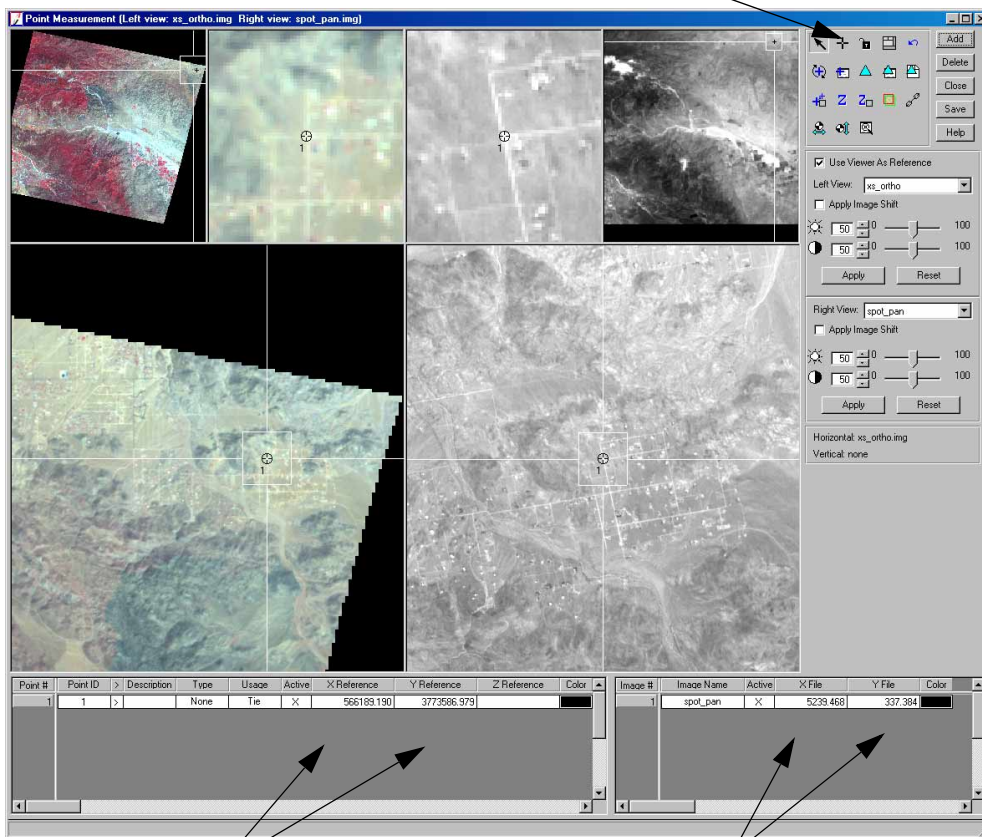 Point Measurement (Left view: xs_ortho.img Right view: spot_pan.img)
Add
Delete
Close
Save
Help
1
1
Use Viewer As Reference
Left View: xs_ortho
Apply Image Shift
50 0 100
50 0 100
Apply Reset
Right View: spot_pan
Apply Image Shift
50 0 100
50 0 100
Apply Reset
Horizontal: xs_ortho.img
Vertical: none
1
1
Point # Point ID > Description Type Usage Active X Reference Y Reference Z Reference Color
1 1 > None Tie X 566189.190 3773586.979
Image # Image Name Active X File Y File Color
1 spot_pan X 5239.468 337.384